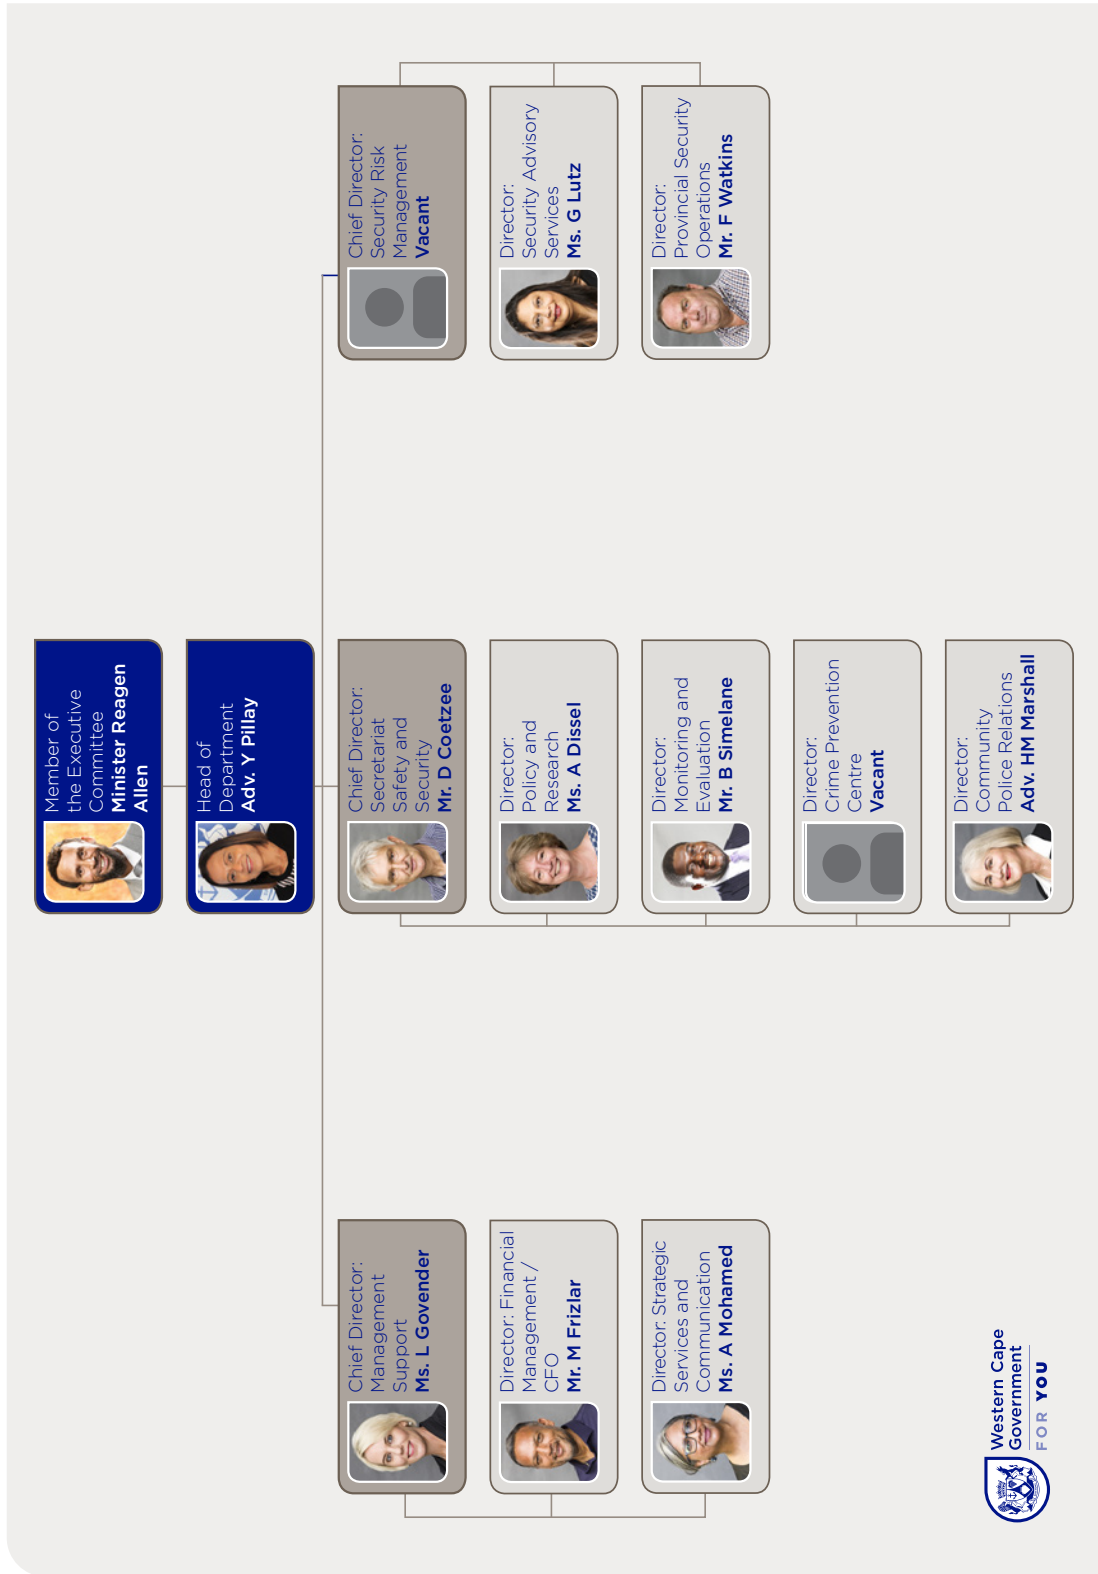 Member of
the Executive
Committee
Minister Reagen
Allen
Head of
Department
Adv. Y Pillay
Chief Director:
Management
Support
Ms. L Govender
Director: Financial
Management /
CFO
Mr. M Frizlar
Director: Strategic
Services and
Communication
Ms. A Mohamed
Chief Director:
Secretariat
Safety and
Security
Mr. D Coetzee
Director:
Policy and
Research
Ms. A Dissel
Director:
Monitoring and
Evaluation
Mr. B Simelane
Director:
Crime Prevention
Centre
Vacant
Director:
Community
Police Relations
Adv. HM Marshall
Chief Director:
Security Risk
Management
Vacant
Director:
Security Advisory
Services
Ms. G Lutz
Director:
Provincial Security
Operations
Mr. F Watkins
Western Cape
Government
FOR YOU